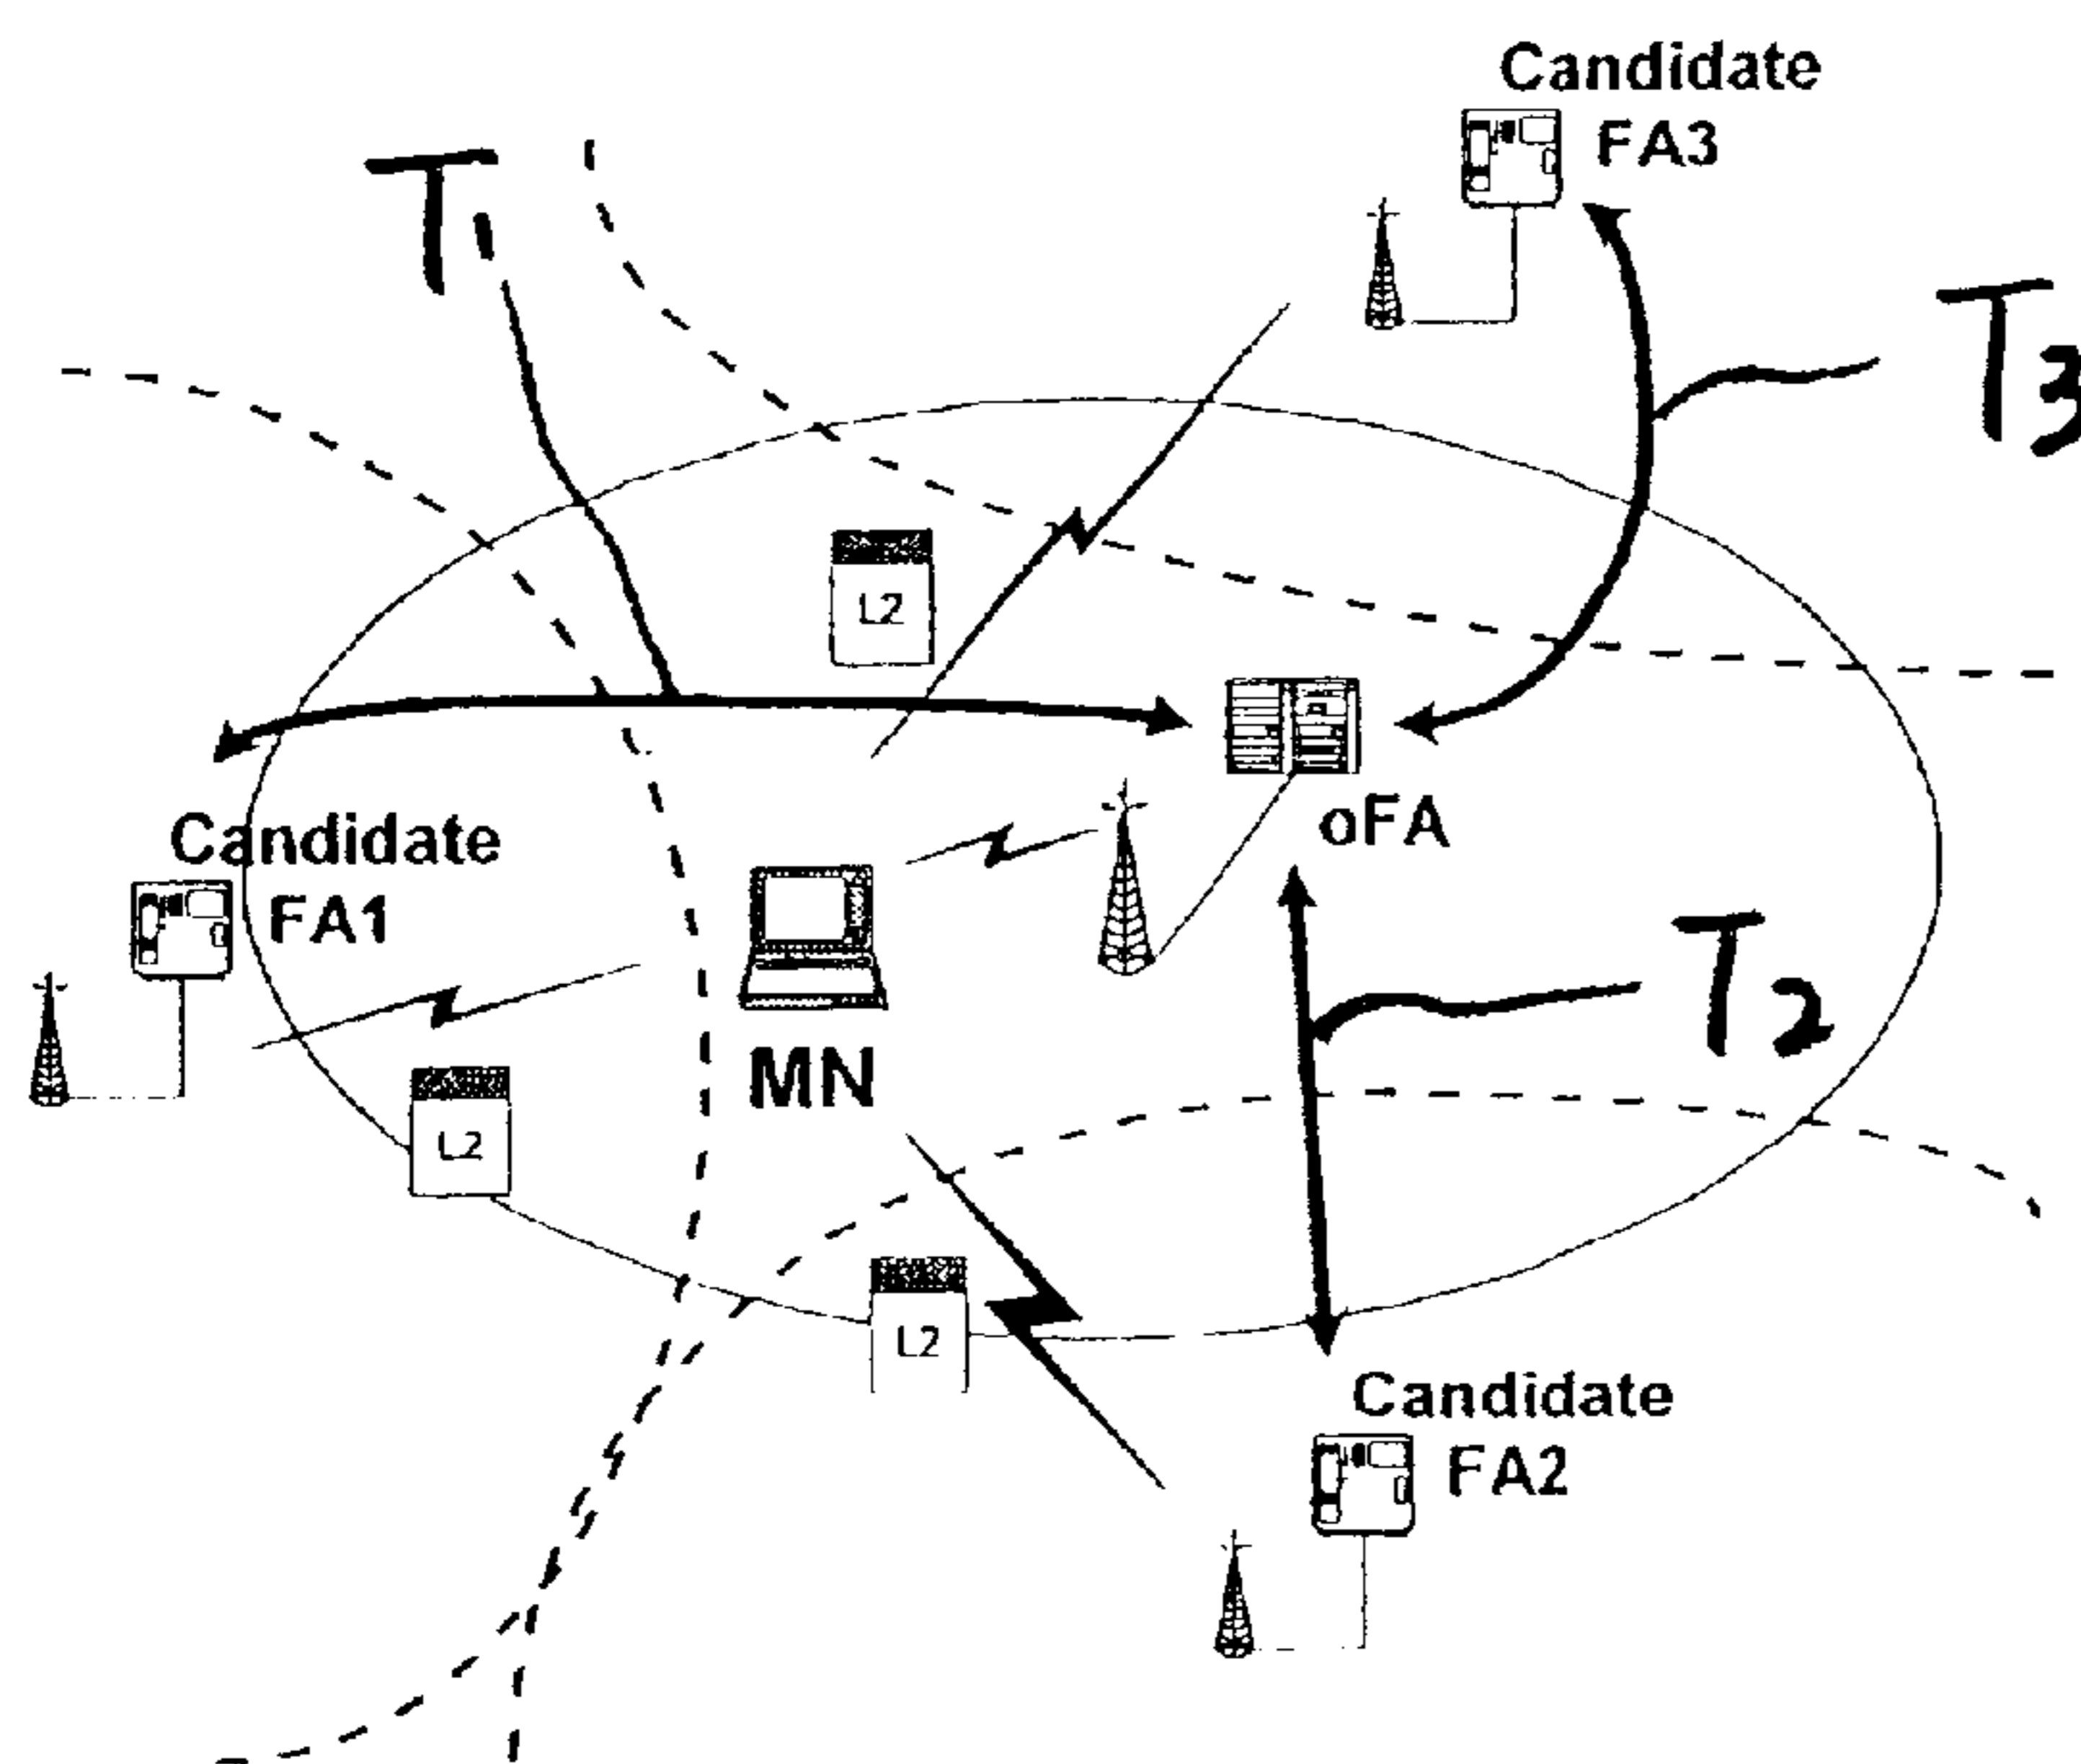 Candidate
FA3
T1
T3
L2
oFA
Candidate
FA1
T2
MN
L2
L2
Candidate
FA2